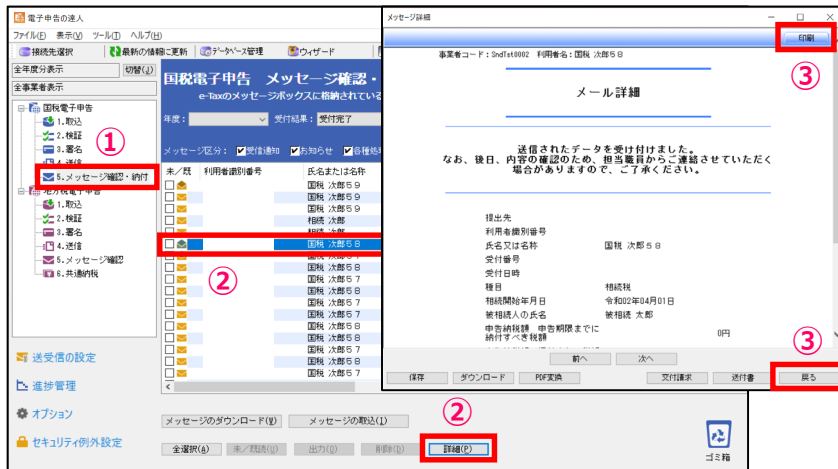 電子申告の達人
ファイル(F) 表示(V) ツール(T) ヘルプ(H)
接続先選択 最新の情報に更新 データベース管理 ウィザード
全年度分表示 切替(J)
全事業者表示
国税電子申告
1.取込
2.検証
3.署名
4.送信
5.メッセージ確認・納付
地方税電子申告
1.取込
2.検証
3.署名
4.送信
5.メッセージ確認
6.共通納税
①
送受信の設定
進捗管理
オプション
セキュリティ例外設定
国税電子申告 メッセージ確認・
e-Taxのメッセージボックスに格納されている
年度: 受付結果: 受付完了
メッセージ区分: 受信通知 お知らせ 各種処
未/既 利用者識別番号 氏名または名称
国税 次郎59
国税 次郎59
国税 次郎59
相続 次郎
国税 次郎58
②
国税 次郎58
国税 次郎57
国税 次郎57
国税 次郎57
国税 次郎58
国税 次郎57
国税 次郎58
国税 次郎57
メッセージのダウンロード(W) メッセージの取込(I)
②
全選択(A) 未/既読(U) 出力(O) 削除(D) 詳細(P)
ゴミ箱
メッセージ詳細
印刷
③
事業者コード:SndTst0002 利用者名:国税 次郎58
メール詳細
送信されたデータを受け付けました。
なお、後日、内容の確認のため、担当職員からご連絡させていただく
場合がありますので、ご了承ください。
提出先
利用者識別番号
氏名又は名称 国税 次郎58
受付番号
受付日時
種目 相続税
相続開始年月日 令和02年04月01日
被相続人の氏名 被相続 太郎
申告納税額 申告期限までに
納付すべき税額 0円
前へ 次へ
③
保存 ダウンロード PDF変換 交付請求 送付書 戻る